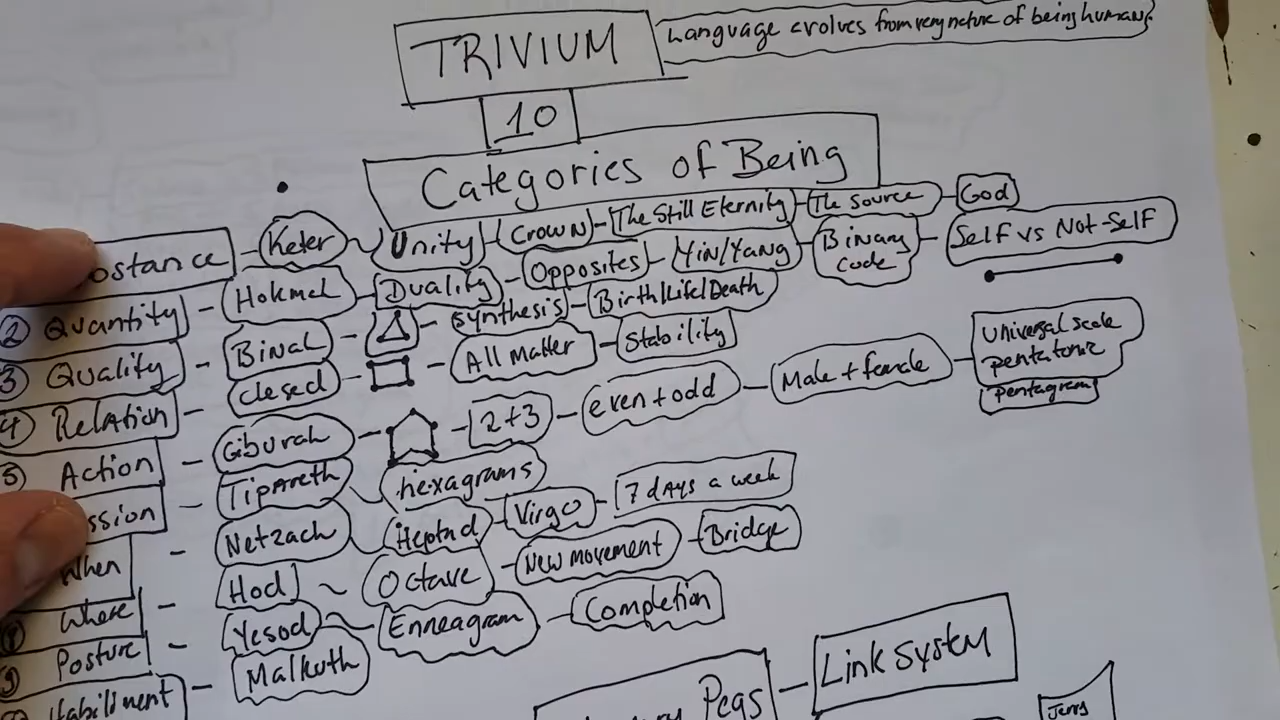 TRIVIUM
Language evolves from very nature of being human.
10
Categories of Being
Keter Unity Crown The Still Eternity The Source God
② Quantity Hokmah Duality Opposites Yin/Yang Binary Code Self vs Not-Self
③ Quality Binah Synthesis Birth/Life/Death
④ Relation Clesed All Matter Stability
⑤ Action Giburah 2+3 even + odd Male + female Universal Scale pentatonic pentagram
Tipareth hexagrams
When Netzach Heptad Virgo 7 days a week
Where Hod Octave New movement Bridge
⑨ Posture Yesod Enneagram Completion
Habiliment Malkuth
Pegs Link System
Jerry